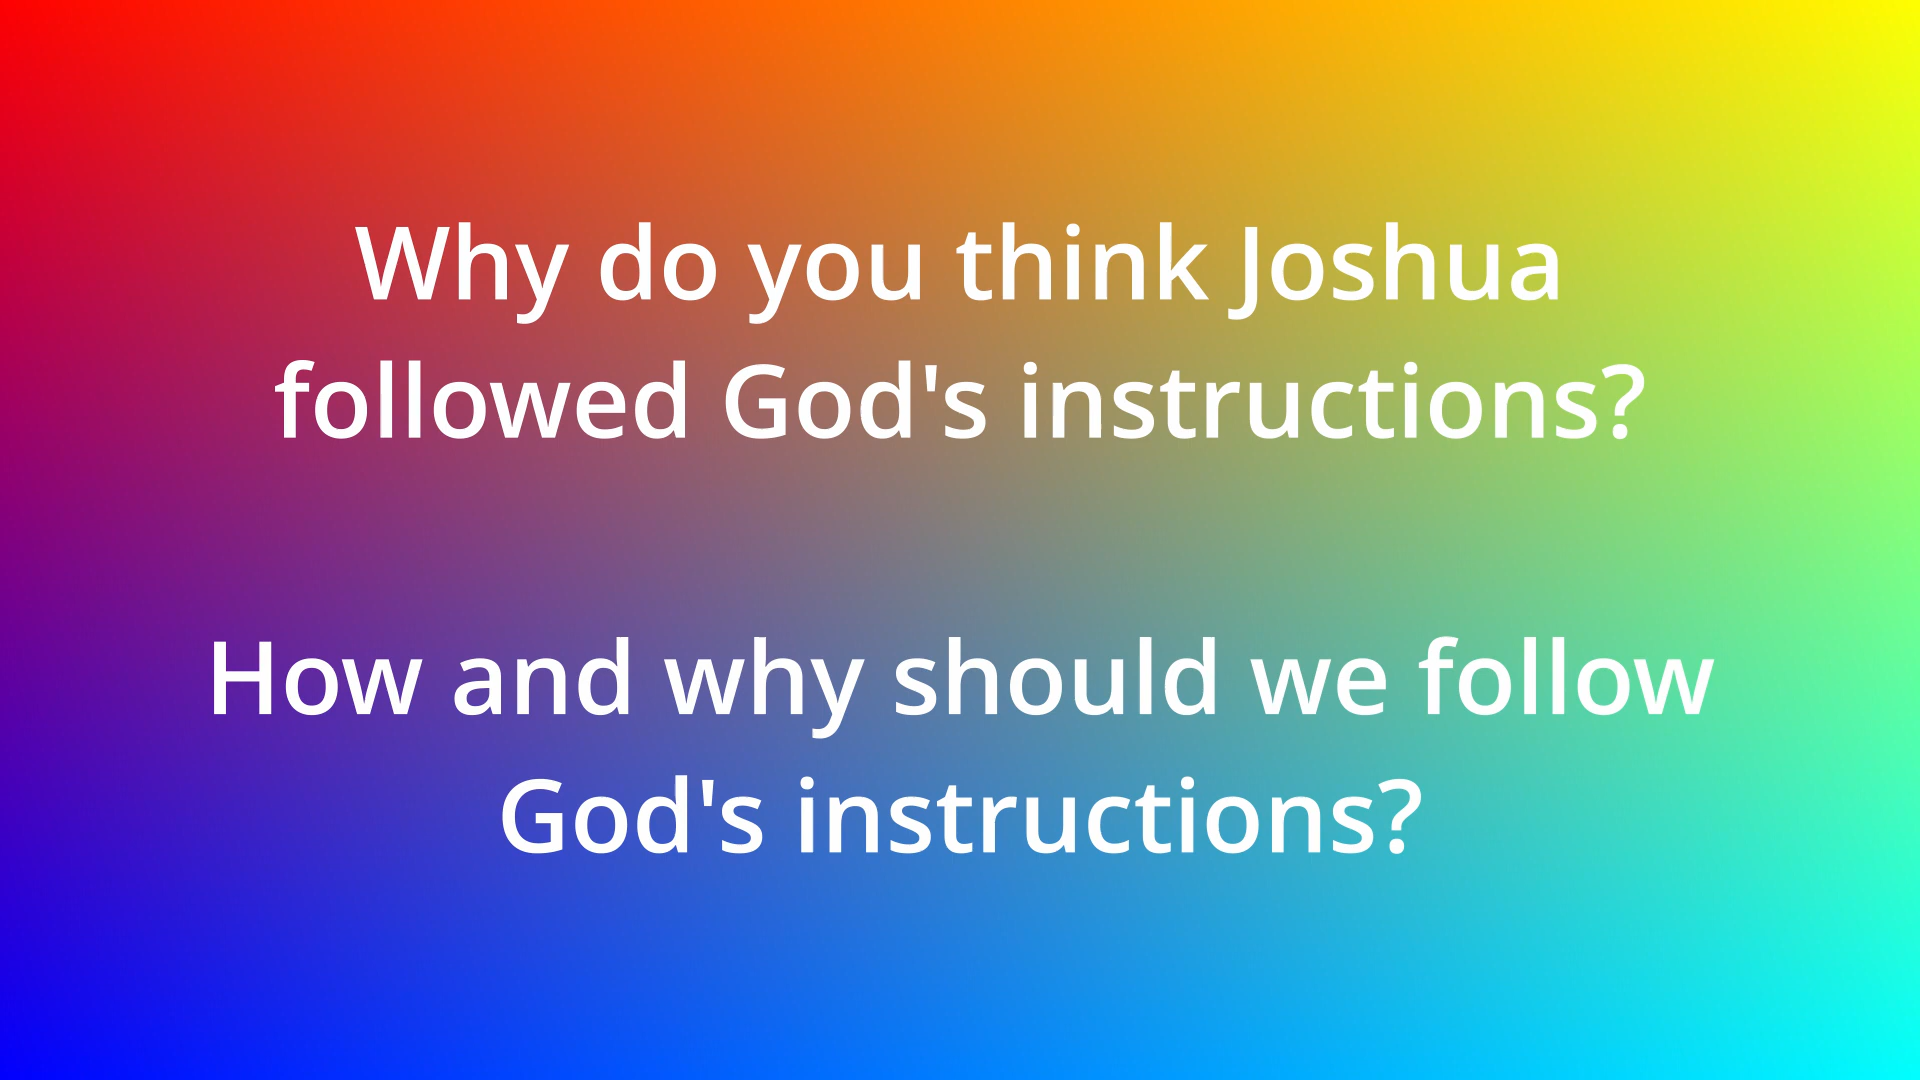 Why do you think Joshua
followed God's instructions?
How and why should we follow
God's instructions?